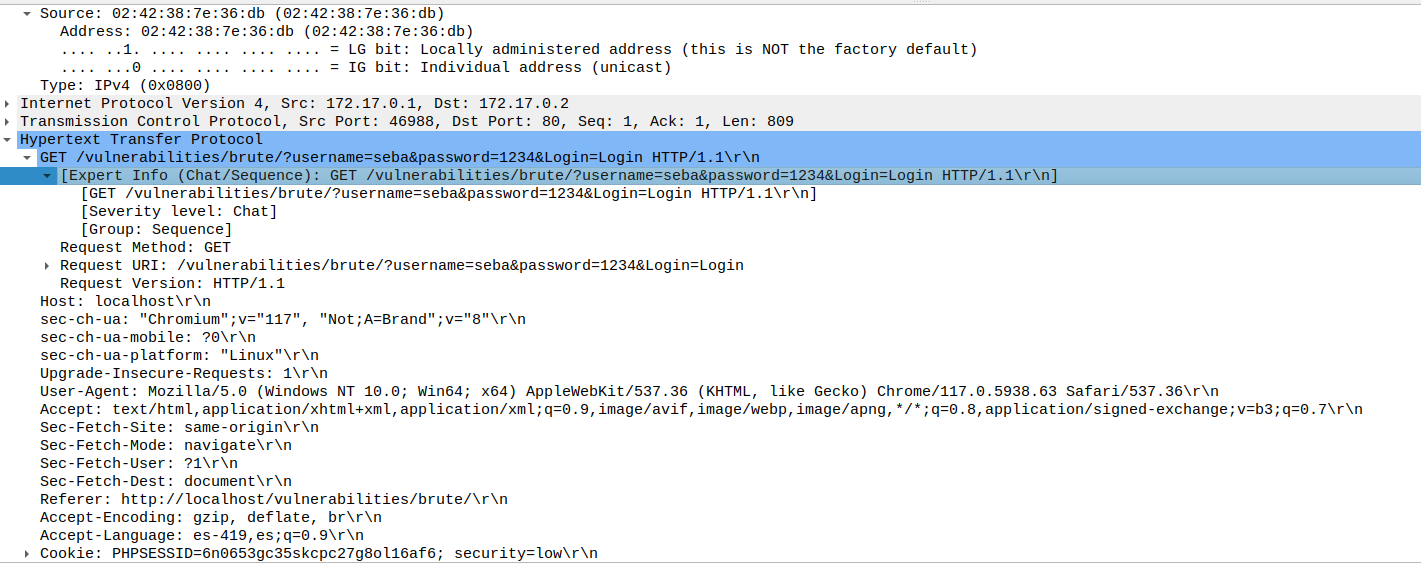 Source: 02:42:38:7e:36:db (02:42:38:7e:36:db)
Address: 02:42:38:7e:36:db (02:42:38:7e:36:db)
.... ..1. .... .... .... .... = LG bit: Locally administered address (this is NOT the factory default)
.... ...0 .... .... .... .... = IG bit: Individual address (unicast)
Type: IPv4 (0x0800)
Internet Protocol Version 4, Src: 172.17.0.1, Dst: 172.17.0.2
Transmission Control Protocol, Src Port: 46988, Dst Port: 80, Seq: 1, Ack: 1, Len: 809
Hypertext Transfer Protocol
GET /vulnerabilities/brute/?username=seba&password=1234&Login=Login HTTP/1.1\r\n
[Expert Info (Chat/Sequence): GET /vulnerabilities/brute/?username=seba&password=1234&Login=Login HTTP/1.1\r\n]
[GET /vulnerabilities/brute/?username=seba&password=1234&Login=Login HTTP/1.1\r\n]
[Severity level: Chat]
[Group: Sequence]
Request Method: GET
Request URI: /vulnerabilities/brute/?username=seba&password=1234&Login=Login
Request Version: HTTP/1.1
Host: localhost\r\n
sec-ch-ua: "Chromium";v="117", "Not;A=Brand";v="8"\r\n
sec-ch-ua-mobile: ?0\r\n
sec-ch-ua-platform: "Linux"\r\n
Upgrade-Insecure-Requests: 1\r\n
User-Agent: Mozilla/5.0 (Windows NT 10.0; Win64; x64) AppleWebKit/537.36 (KHTML, like Gecko) Chrome/117.0.5938.63 Safari/537.36\r\n
Accept: text/html,application/xhtml+xml,application/xml;q=0.9,image/avif,image/webp,image/apng,*/*;q=0.8,application/signed-exchange;v=b3;q=0.7\r\n
Sec-Fetch-Site: same-origin\r\n
Sec-Fetch-Mode: navigate\r\n
Sec-Fetch-User: ?1\r\n
Sec-Fetch-Dest: document\r\n
Referer: http://localhost/vulnerabilities/brute/\r\n
Accept-Encoding: gzip, deflate, br\r\n
Accept-Language: es-419,es;q=0.9\r\n
Cookie: PHPSESSID=6n0653gc35skcpc27g8ol16af6; security=low\r\n